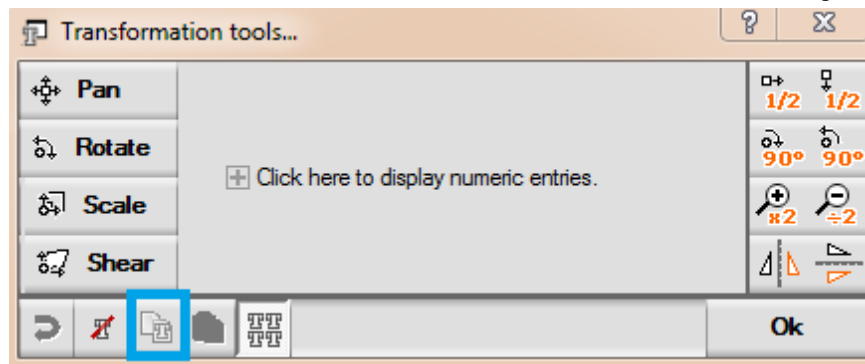 Transformation tools...
?
Pan
1/2 1/2
Rotate
90° 90°
Click here to display numeric entries.
Scale
x2 ÷2
Shear
Ok